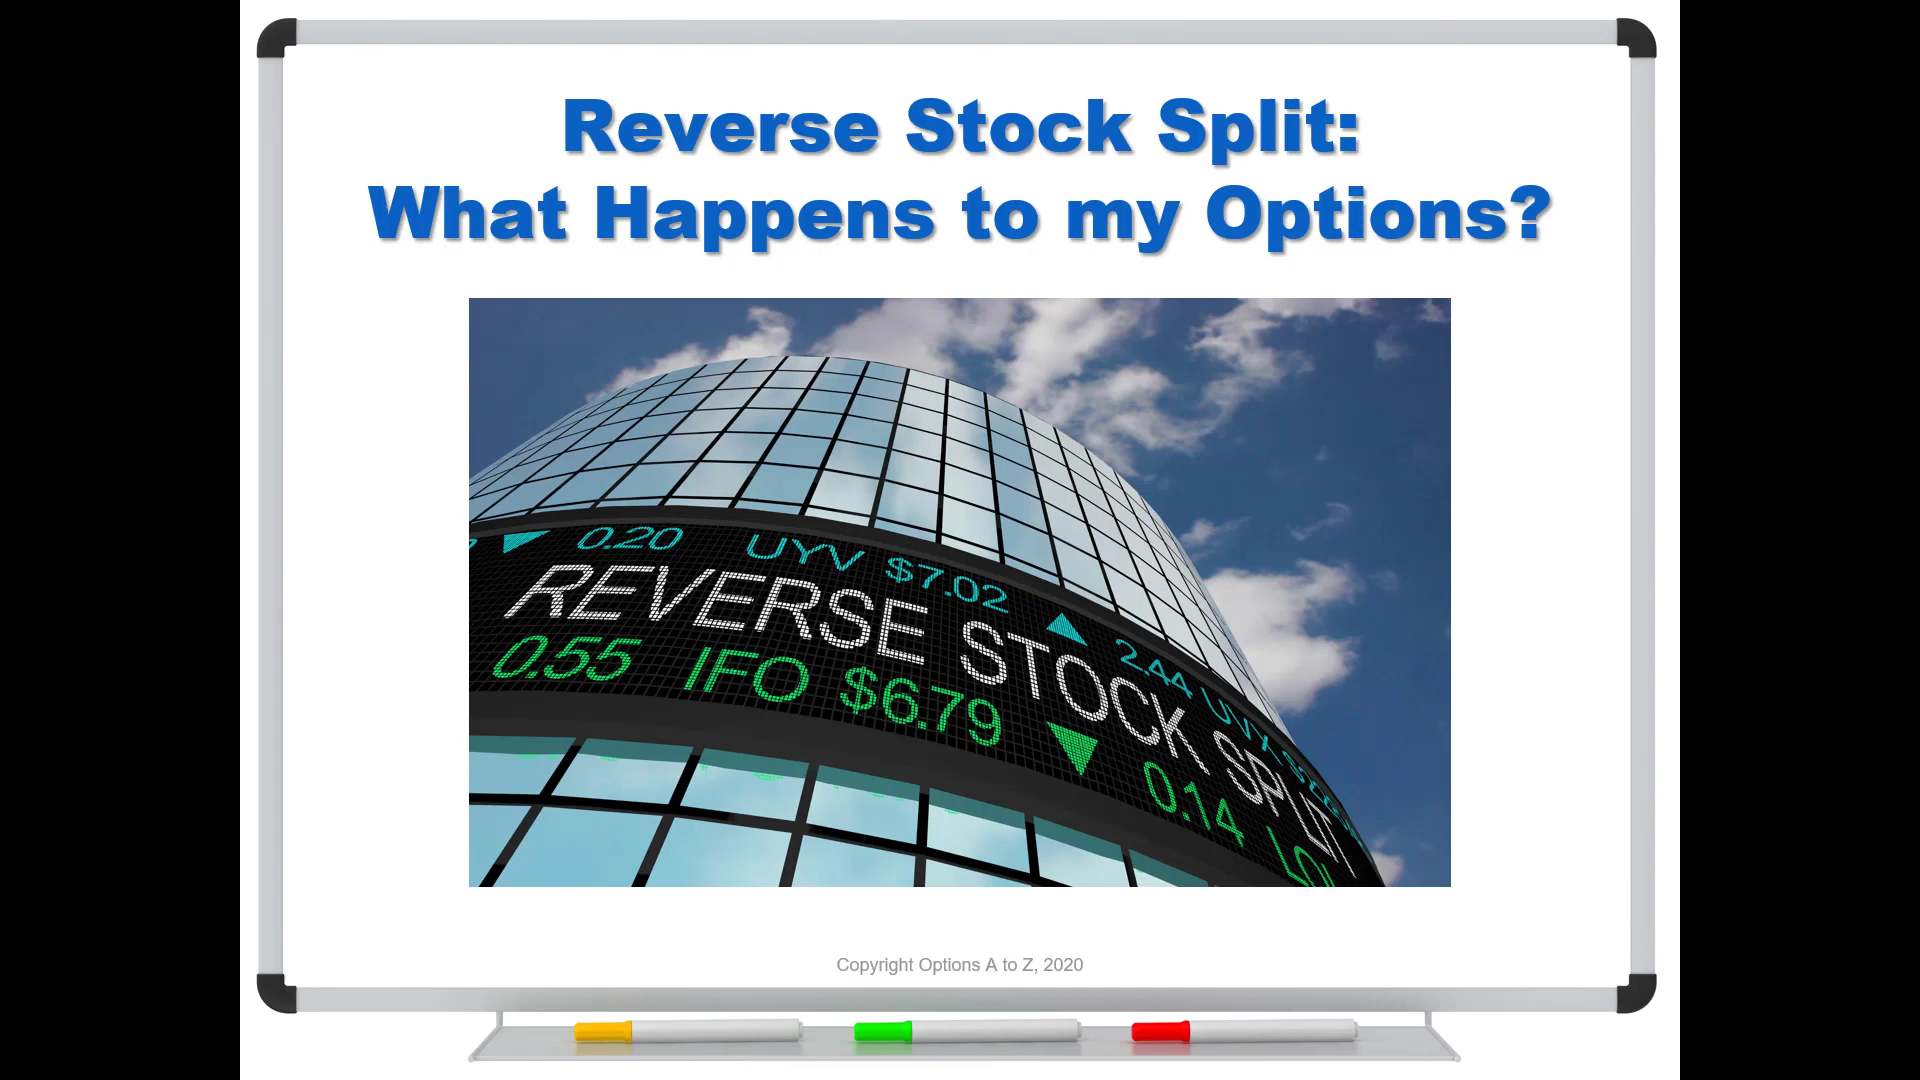 Reverse Stock Split:
What Happens to my Options?
0.20 UYV $7.02 2.44
REVERSE STOCK SPLIT
0.55 IFO $6.79 0.14
Copyright Options A to Z, 2020